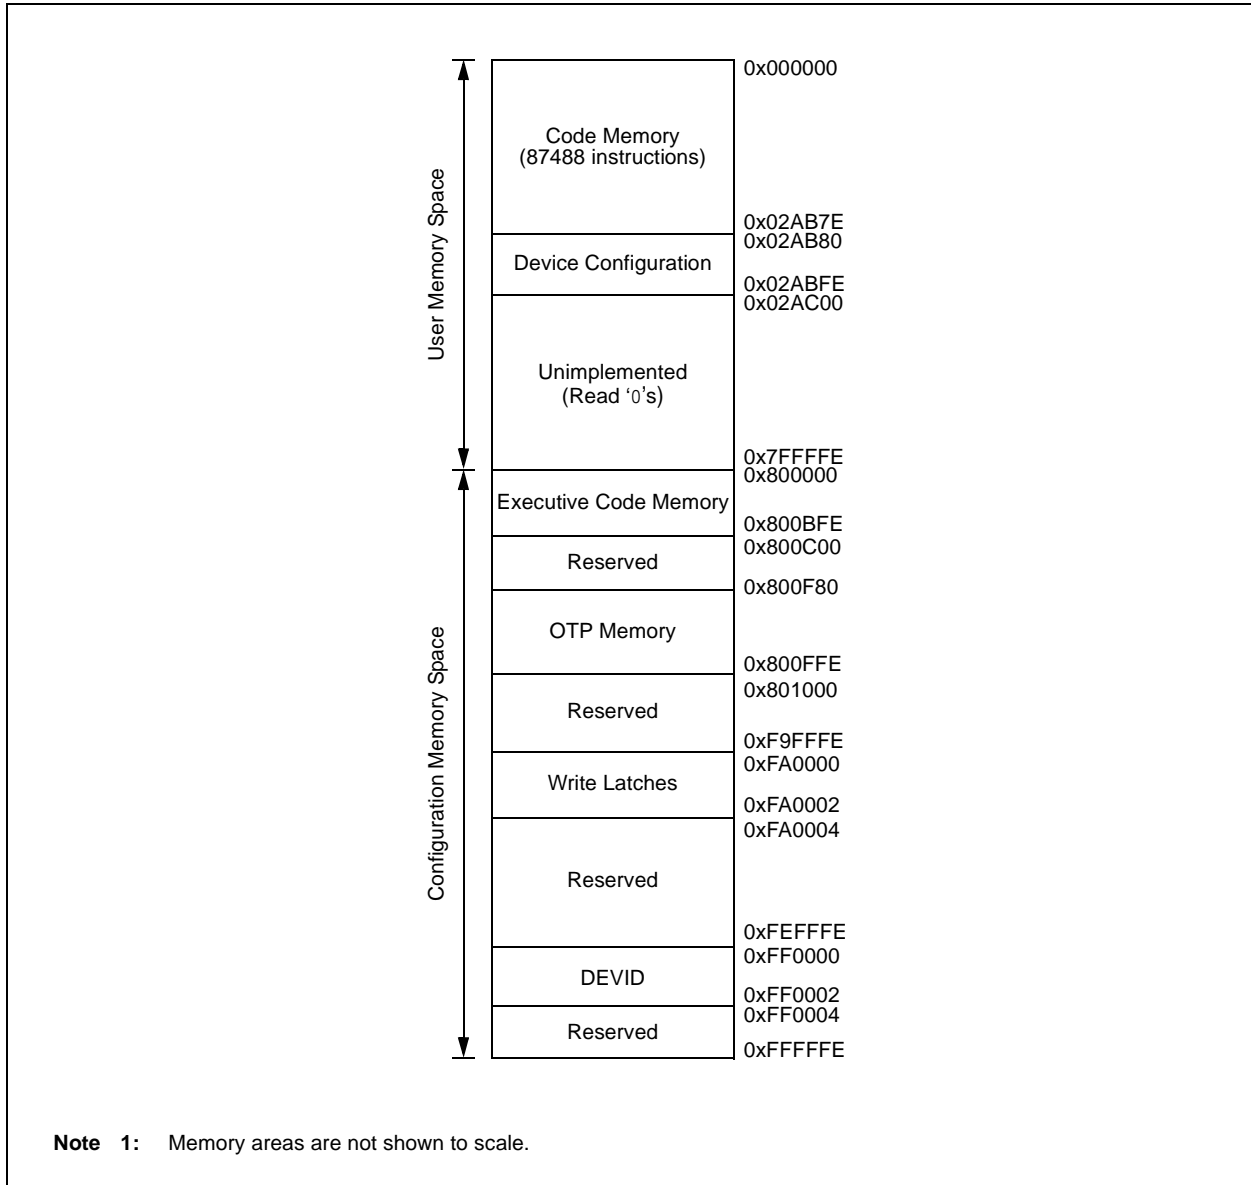 0x000000
Code Memory
(87488 instructions)
0x02AB7E
0x02AB80
Device Configuration
0x02ABFE
0x02AC00
User Memory Space
Unimplemented
(Read ‘0’s)
0x7FFFFE
0x800000
Executive Code Memory
0x800BFE
0x800C00
Reserved
0x800F80
OTP Memory
0x800FFE
0x801000
Configuration Memory Space
Reserved
0xF9FFFE
0xFA0000
Write Latches
0xFA0002
0xFA0004
Reserved
0xFEFFFE
0xFF0000
DEVID
0xFF0002
0xFF0004
Reserved
0xFFFFFE
Note 1: Memory areas are not shown to scale.